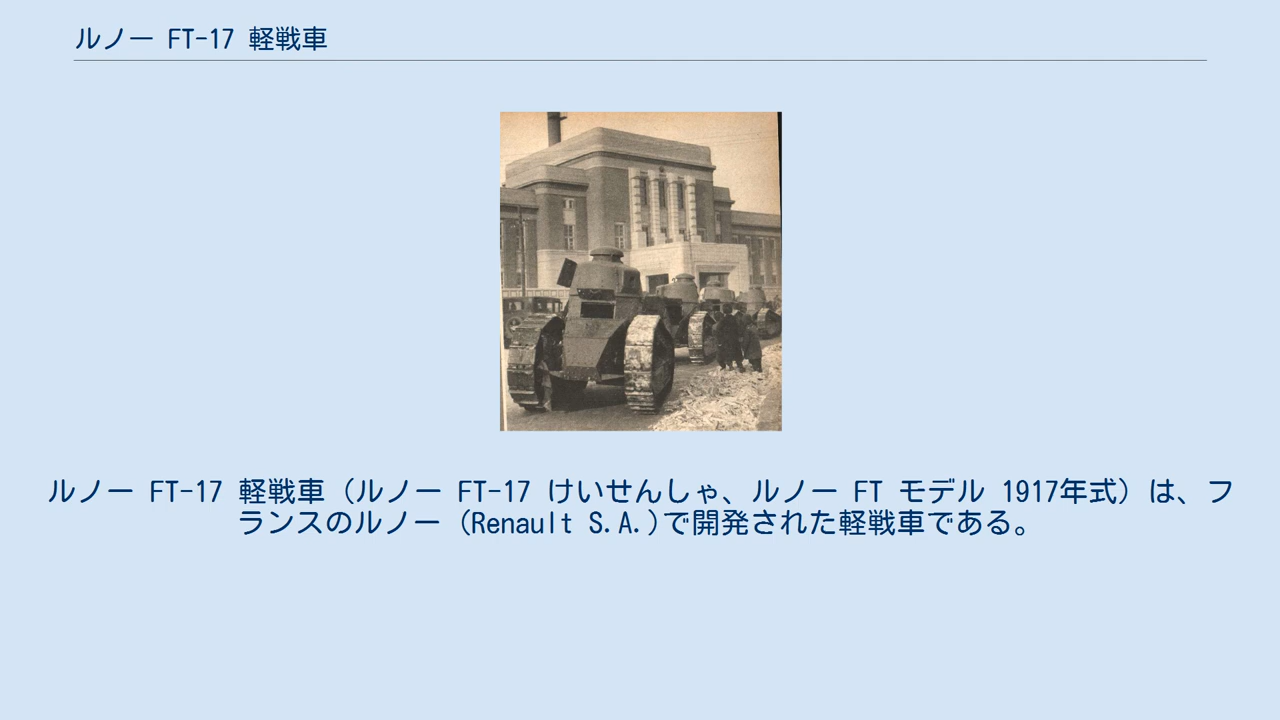 ルノー FT-17 軽戦車
ルノー FT-17 軽戦車（ルノー FT-17 けいせんしゃ、ルノー FT モデル 1917年式）は、フ
ランスのルノー (Renault S.A.)で開発された軽戦車である。